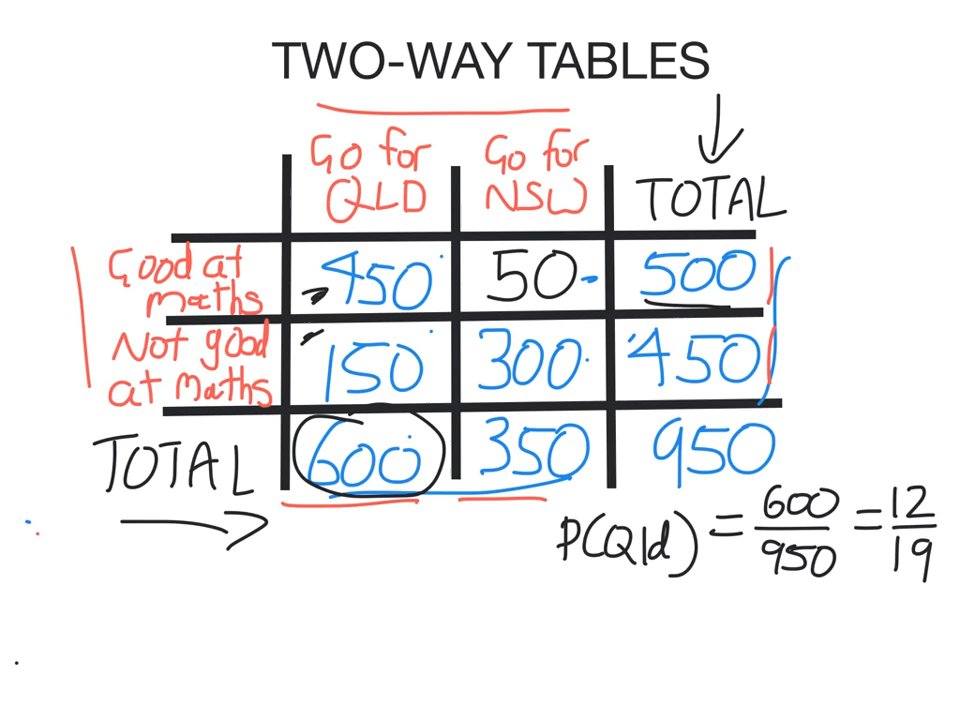 TWO-WAY TABLES
Go for QLD
Go for NSW
TOTAL
Good at maths
450
50
500
Not good at maths
150
300
450
TOTAL
600
350
950
P(Qld) = 600/950 = 12/19